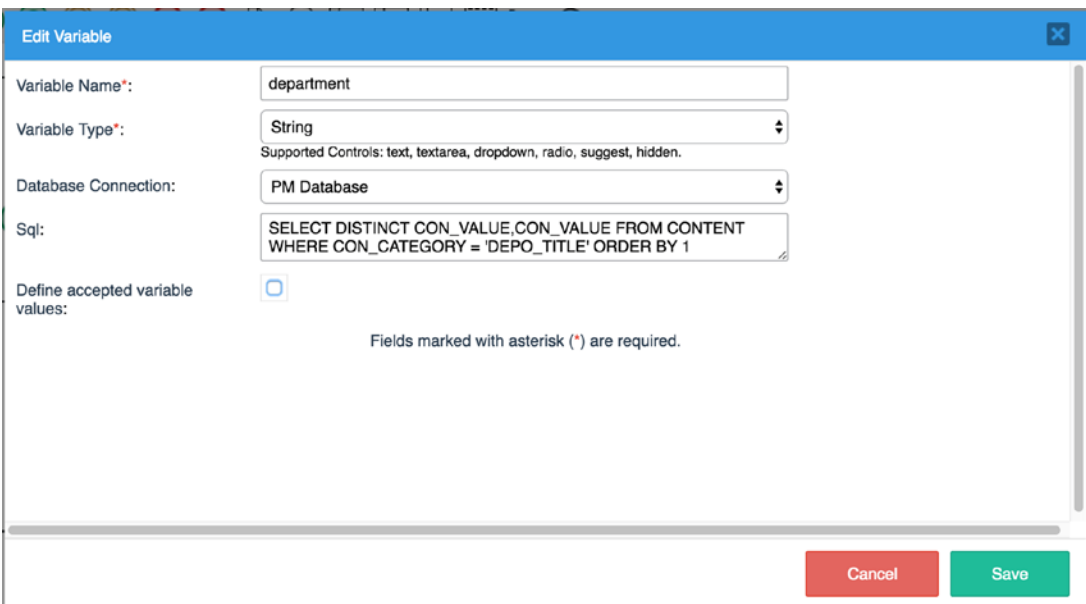 Edit Variable
Variable Name*:
department
Variable Type*:
String
Supported Controls: text, textarea, dropdown, radio, suggest, hidden.
Database Connection:
PM Database
Sql:
SELECT DISTINCT CON_VALUE,CON_VALUE FROM CONTENT
WHERE CON_CATEGORY = 'DEPO_TITLE' ORDER BY 1
Define accepted variable
values:
Fields marked with asterisk (*) are required.
Cancel
Save